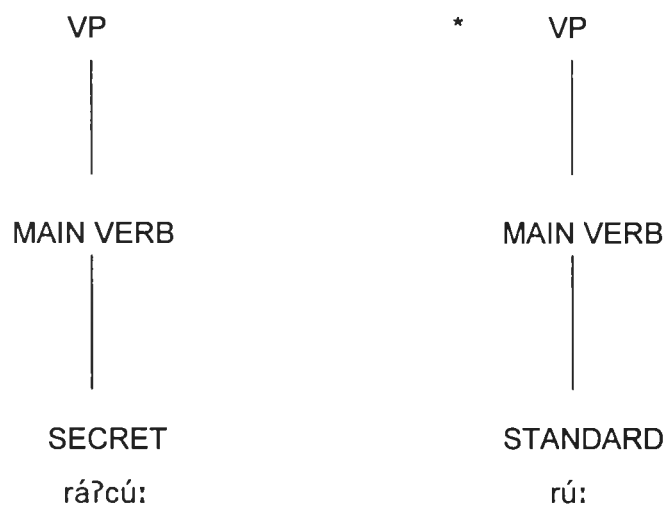 VP * VP
MAIN VERB MAIN VERB
SECRET STANDARD
ráʔcúː rúː